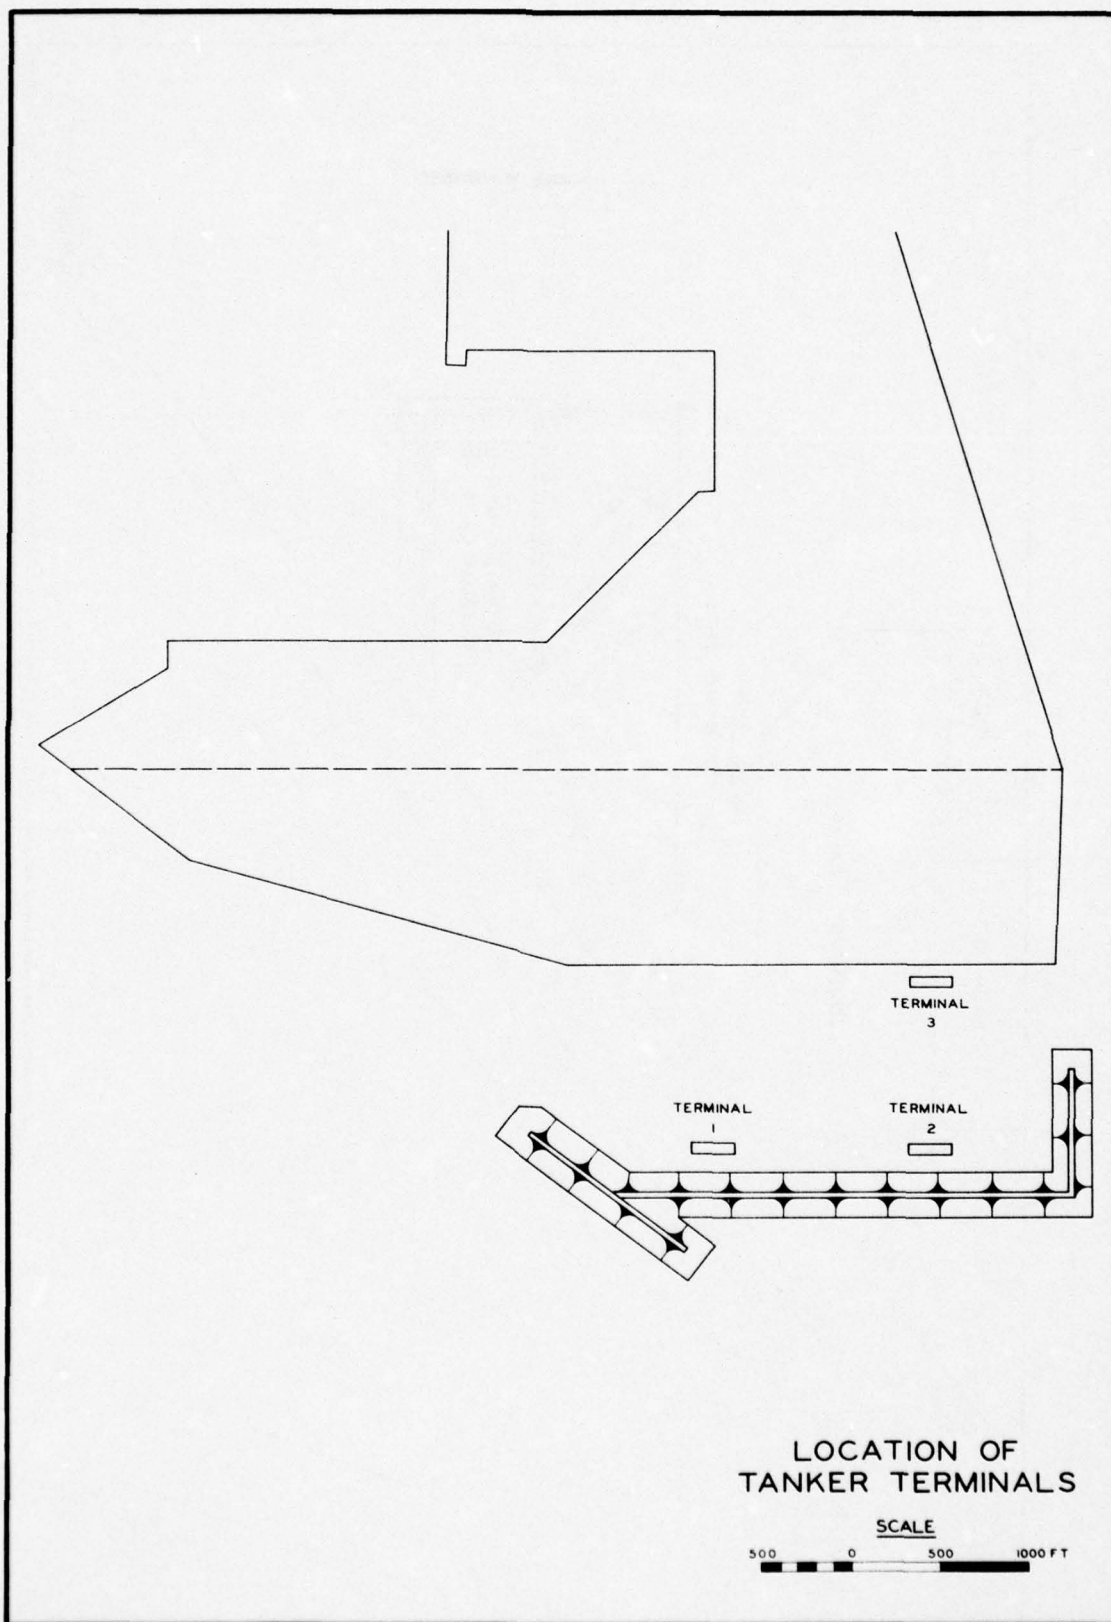 TERMINAL
3
TERMINAL
1
TERMINAL
2
LOCATION OF
TANKER TERMINALS
SCALE
500 0 500 1000 FT